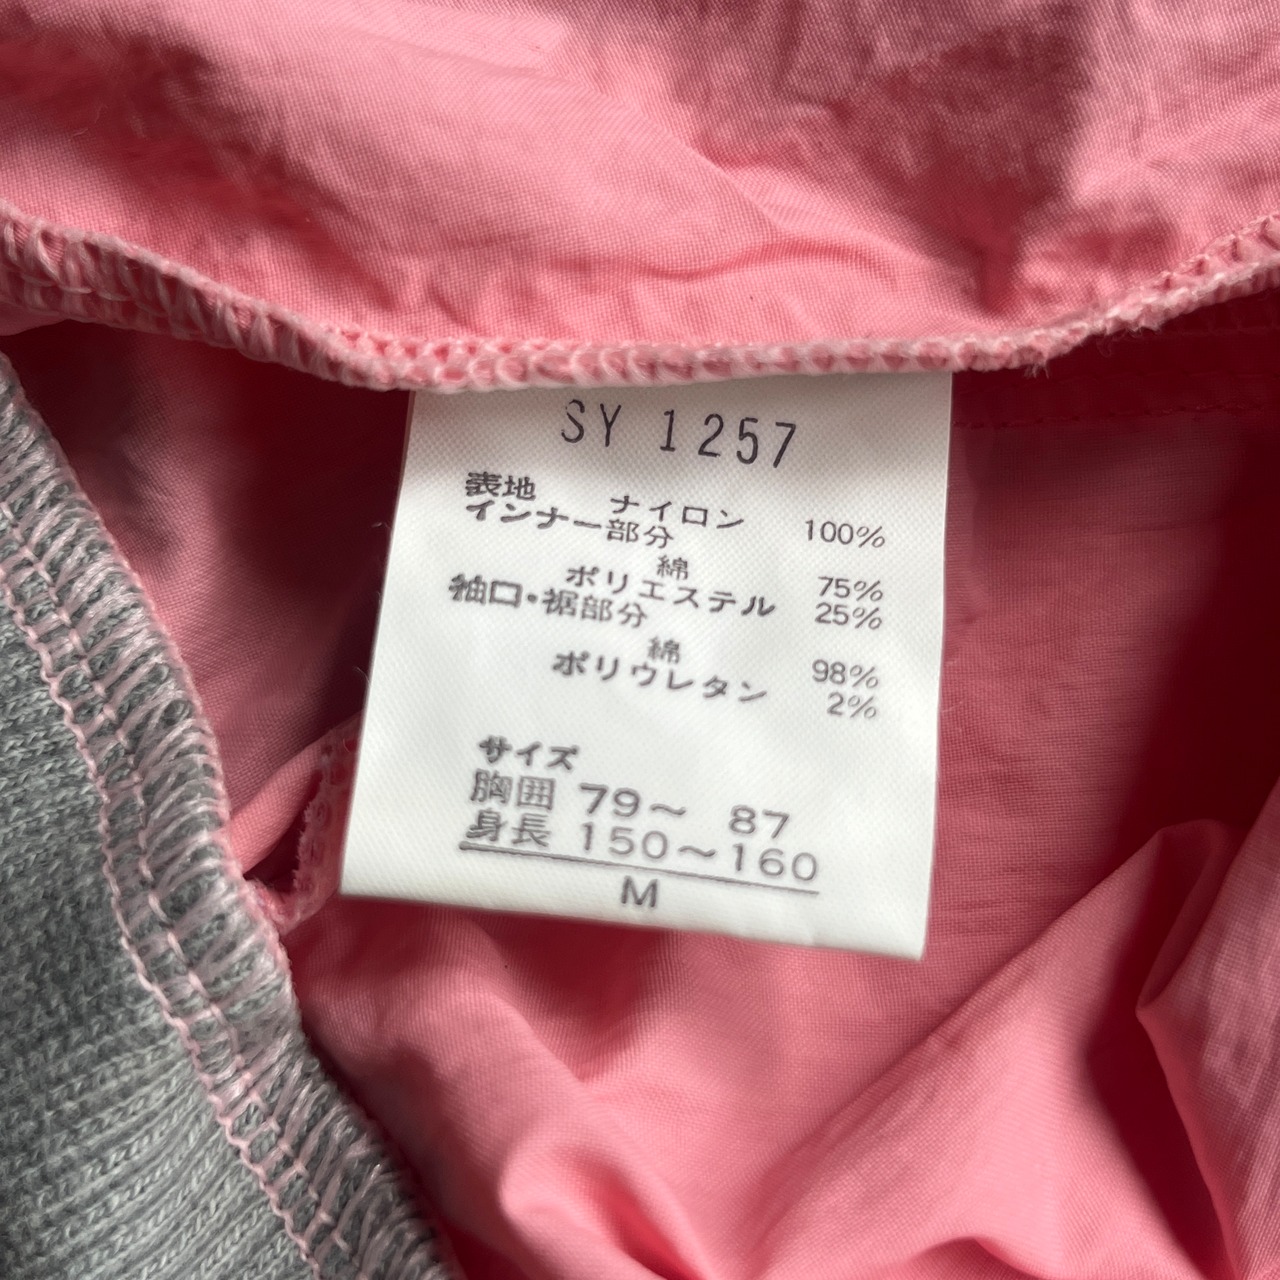 SY 1257
表地 ナイロン 100%
インナー部分
綿 75%
ポリエステル 25%
袖口・裾部分
綿 98%
ポリウレタン 2%
サイズ
胸囲 79〜 87
身長 150〜160
M